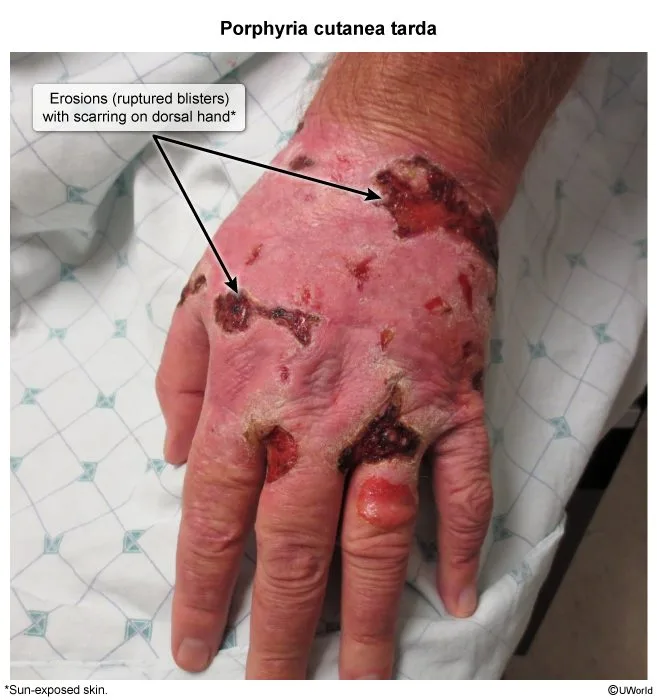 Porphyria cutanea tarda
Erosions (ruptured blisters)
with scarring on dorsal hand*
*Sun-exposed skin.
©UWorld